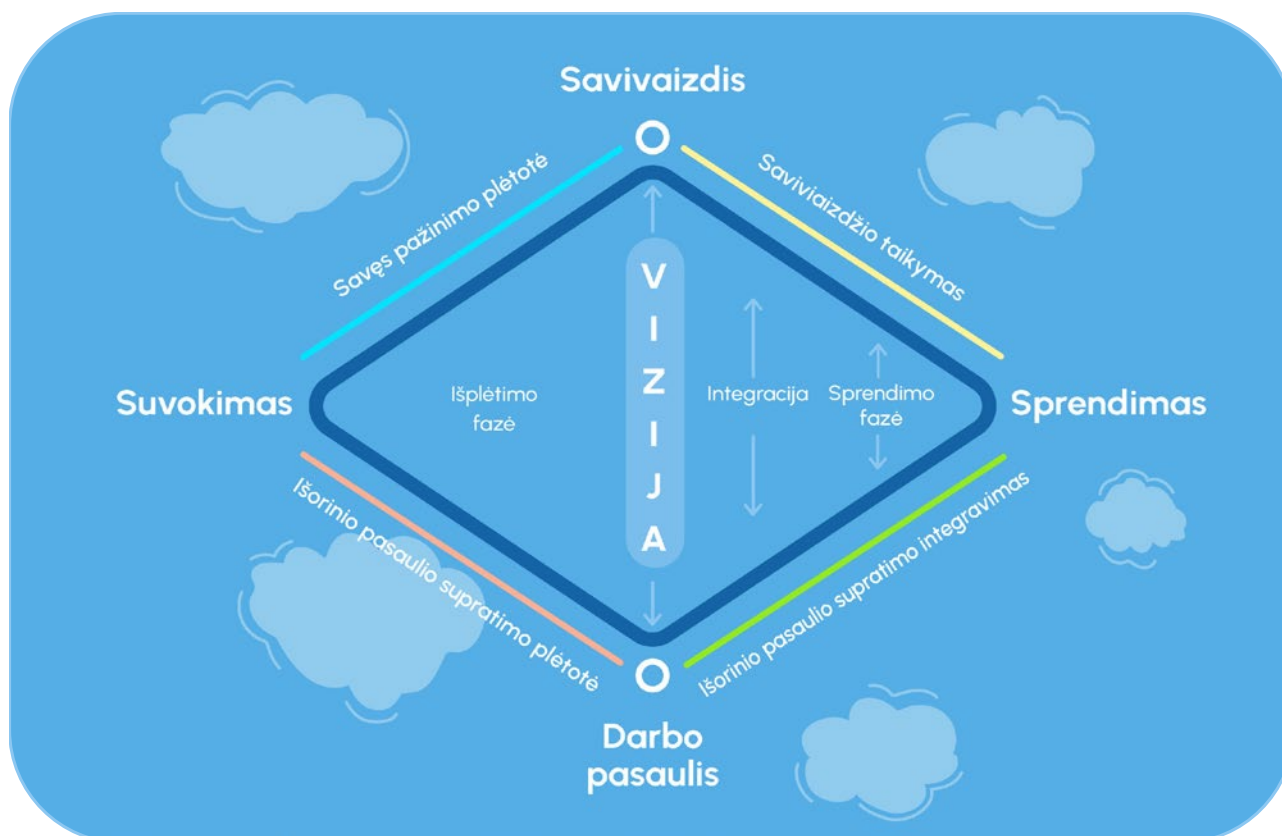 Savivaizdis
Savęs pažinimo plėtotė
Saviviaizdžio taikymas
Suvokimas
Išplėtimo
fazė
VIZIJA
Integracija
Sprendimo
fazė
Sprendimas
Išorinio pasaulio supratimo plėtotė
Išorinio pasaulio supratimo integravimas
Darbo
pasaulis